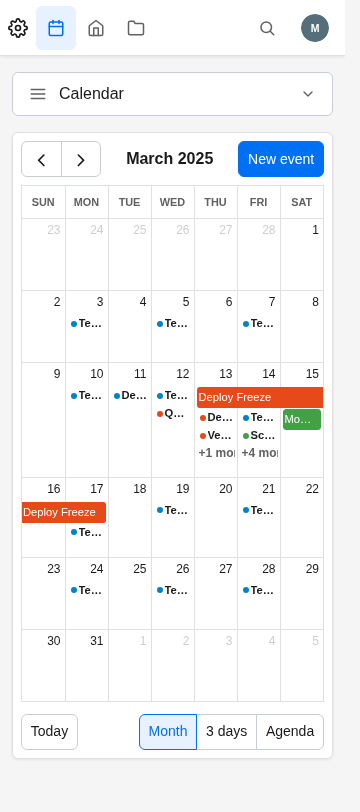 M
Calendar
March 2025
New event
SUN MON TUE WED THU FRI SAT
23 24 25 26 27 28 1
2 3 4 5 6 7 8
Te... Te... Te...
9 10 11 12 13 14 15
Deploy Freeze
Te... De... Te... De... Te... Mo...
Q... Ve... Sc...
+1 mor +4 mor
16 17 18 19 20 21 22
Deploy Freeze Te... Te...
Te...
23 24 25 26 27 28 29
Te... Te... Te...
30 31 1 2 3 4 5
Today
Month 3 days Agenda